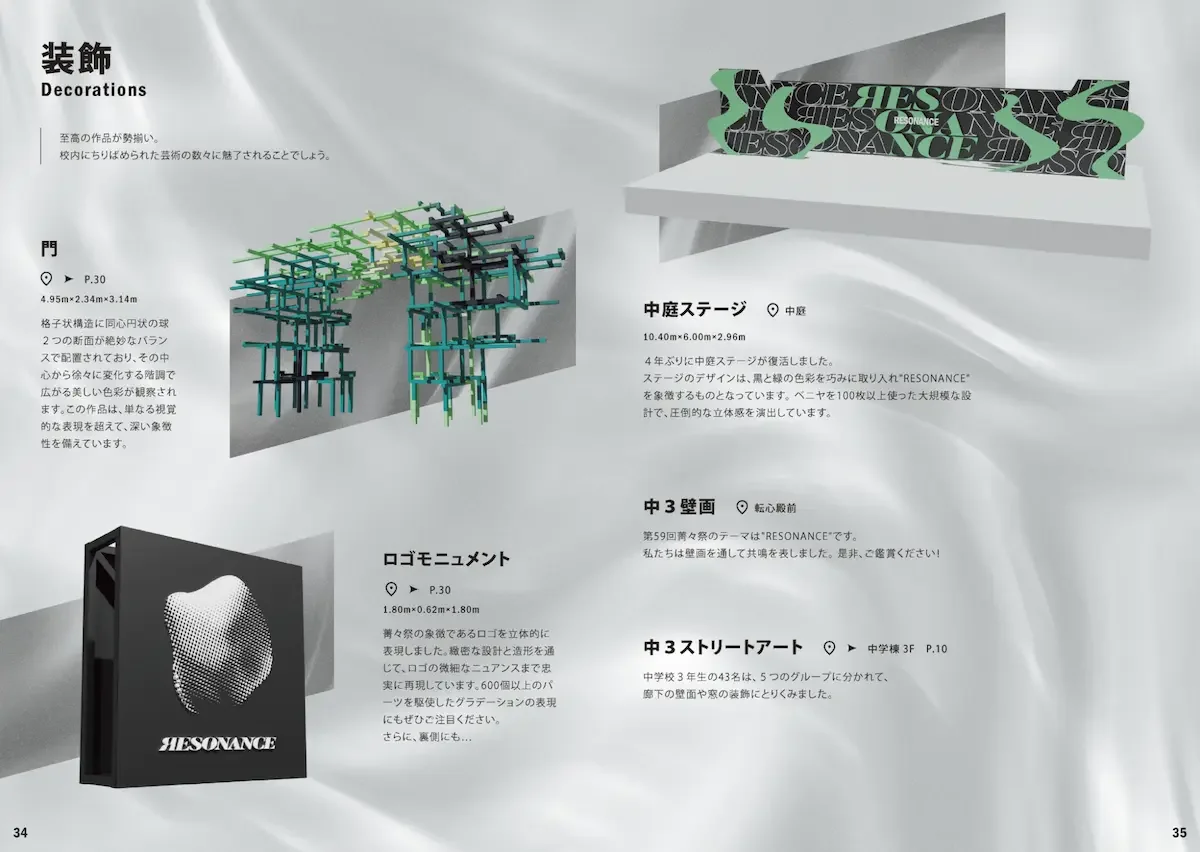 装飾
Decorations
至高の作品が勢揃い。
校内にちりばめられた芸術の数々に魅了されることでしょう。
門
P.30
4.95m×2.34m×3.14m
格子状構造に同心円状の球
２つの断面が絶妙なバラン
スで配置されており、その中
心から徐々に変化する階調で
広がる美しい色彩が観察され
ます。この作品は、単なる視覚
的な表現を超えて、深い象徴
性を備えています。
RESONANCE
ロゴモニュメント
P.30
1.80m×0.62m×1.80m
菁々祭の象徴であるロゴを立体的に
表現しました。緻密な設計と造形を通
じて、ロゴの微細なニュアンスまで忠
実に再現しています。600個以上のパ
ーツを駆使したグラデーションの表現
にもぜひご注目ください。
さらに、裏側にも…
34
NCE RESONAN
RESONANCE RE
RESONANCE RESO
RES
ONA
NCE
RESONANCE
中庭ステージ 中庭
10.40m×6.00m×2.96m
４年ぶりに中庭ステージが復活しました。
ステージのデザインは、黒と緑の色彩を巧みに取り入れ"RESONANCE"
を象徴するものとなっています。ベニヤを100枚以上使った大規模な設
計で、圧倒的な立体感を演出しています。
中３壁画 転心殿前
第59回菁々祭のテーマは"RESONANCE"です。
私たちは壁画を通して共鳴を表しました。是非、ご鑑賞ください！
中３ストリートアート 中学棟 3F P.10
中学校３年生の43名は、５つのグループに分かれて、
廊下の壁面や窓の装飾にとりくみました。
35